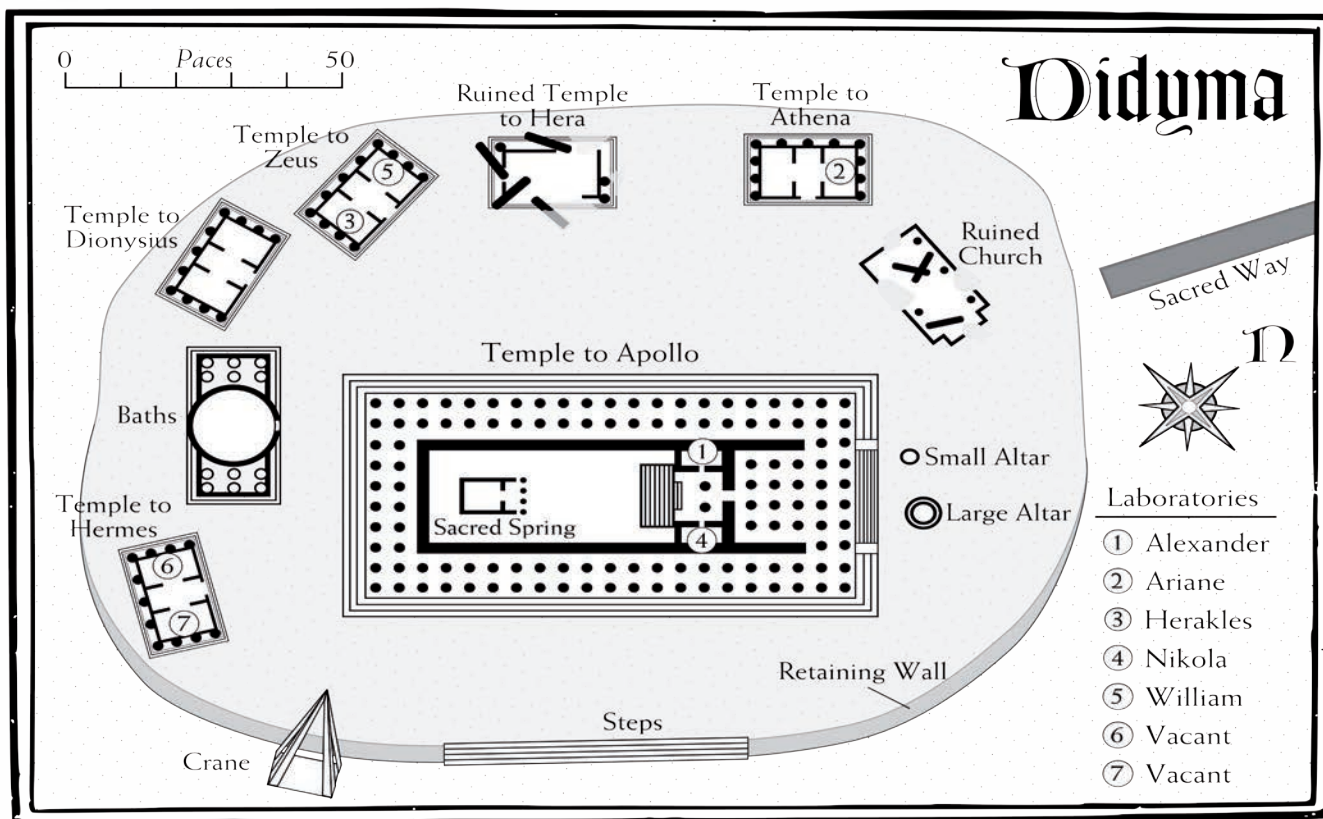 0 Paces 50
Didyma
Ruined Temple
to Hera
Temple to
Athena
Temple to
Zeus
5
3
2
Temple to
Dionysius
Ruined
Church
Sacred Way
N
Temple to Apollo
Baths
1
Small Altar
Sacred Spring
Large Altar
4
Temple to
Hermes
6
7
Laboratories
1 Alexander
2 Ariane
3 Herakles
4 Nikola
5 William
6 Vacant
7 Vacant
Retaining Wall
Steps
Crane